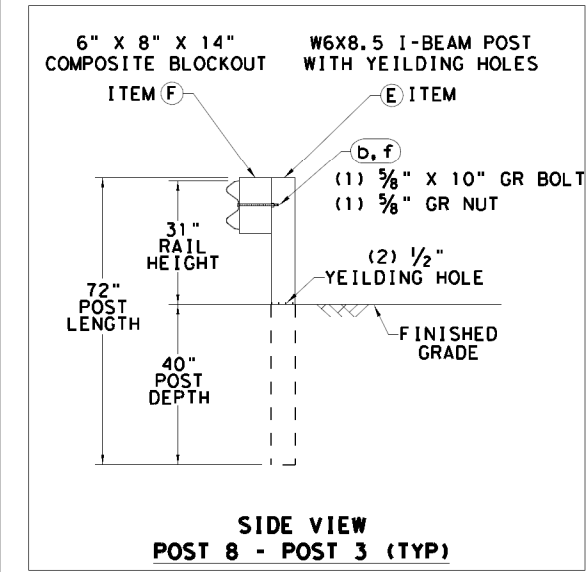 6" X 8" X 14"
COMPOSITE BLOCKOUT
ITEM F
W6X8.5 I-BEAM POST
WITH YEILDING HOLES
E ITEM
b, f
(1) 5/8" X 10" GR BOLT
(1) 5/8" GR NUT
31"
RAIL
HEIGHT
(2) 1/2"
YEILDING HOLE
72"
POST
LENGTH
FINISHED
GRADE
40"
POST
DEPTH
SIDE VIEW
POST 8 - POST 3 (TYP)